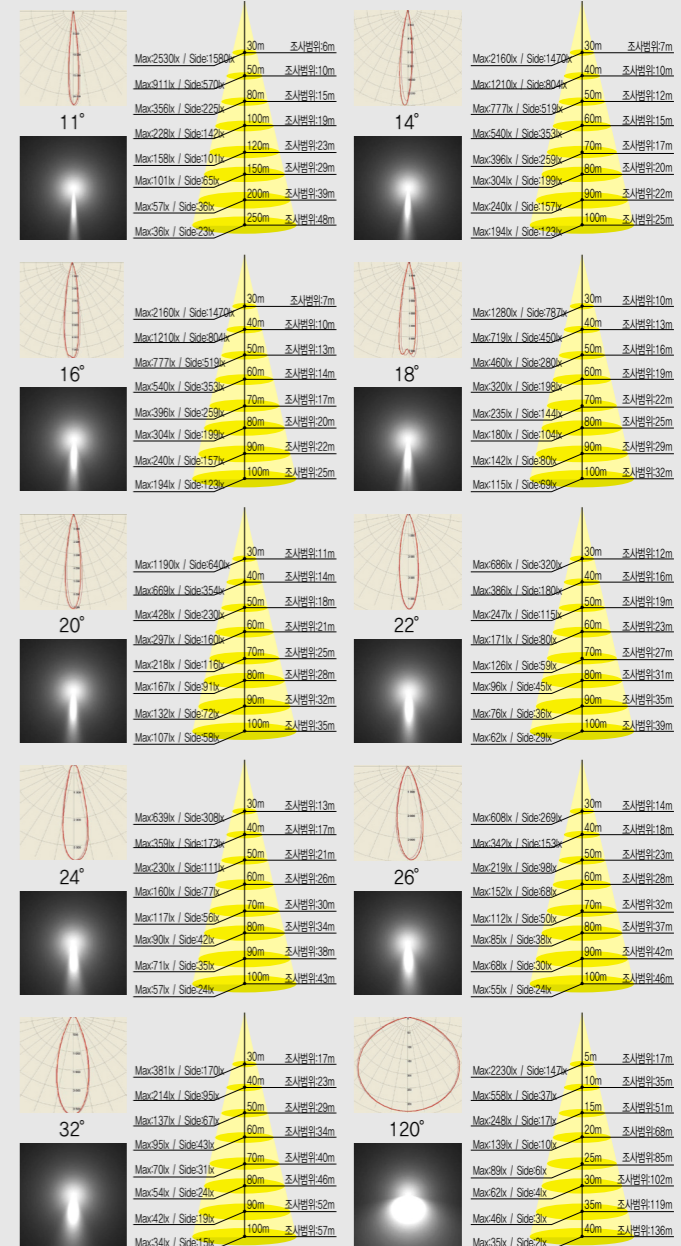 11°
30m 조사범위:6m
Max:2530lx / Side:1580lx
50m 조사범위:10m
Max:911lx / Side:570lx
80m 조사범위:15m
Max:356lx / Side:225lx
100m 조사범위:19m
Max:228lx / Side:142lx
120m 조사범위:23m
Max:158lx / Side:101lx
150m 조사범위:29m
Max:101lx / Side:65lx
200m 조사범위:39m
Max:57lx / Side:36lx
250m 조사범위:48m
Max:36lx / Side:23lx
14°
30m 조사범위:7m
Max:2160lx / Side:1470lx
40m 조사범위:10m
Max:1210lx / Side:804lx
50m 조사범위:12m
Max:777lx / Side:519lx
60m 조사범위:15m
Max:540lx / Side:353lx
70m 조사범위:17m
Max:396lx / Side:259lx
80m 조사범위:20m
Max:304lx / Side:199lx
90m 조사범위:22m
Max:240lx / Side:157lx
100m 조사범위:25m
Max:194lx / Side:123lx
16°
30m 조사범위:7m
Max:2160lx / Side:1470lx
40m 조사범위:10m
Max:1210lx / Side:804lx
50m 조사범위:13m
Max:777lx / Side:519lx
60m 조사범위:14m
Max:540lx / Side:353lx
70m 조사범위:17m
Max:396lx / Side:259lx
80m 조사범위:20m
Max:304lx / Side:199lx
90m 조사범위:22m
Max:240lx / Side:157lx
100m 조사범위:25m
Max:194lx / Side:123lx
18°
30m 조사범위:10m
Max:1280lx / Side:787lx
40m 조사범위:13m
Max:719lx / Side:450lx
50m 조사범위:16m
Max:460lx / Side:280lx
60m 조사범위:19m
Max:320lx / Side:198lx
70m 조사범위:22m
Max:235lx / Side:144lx
80m 조사범위:25m
Max:180lx / Side:104lx
90m 조사범위:29m
Max:142lx / Side:80lx
100m 조사범위:32m
Max:115lx / Side:69lx
20°
30m 조사범위:11m
Max:1190lx / Side:640lx
40m 조사범위:14m
Max:669lx / Side:354lx
50m 조사범위:18m
Max:428lx / Side:230lx
60m 조사범위:21m
Max:297lx / Side:160lx
70m 조사범위:25m
Max:218lx / Side:116lx
80m 조사범위:28m
Max:167lx / Side:91lx
90m 조사범위:32m
Max:132lx / Side:72lx
100m 조사범위:35m
Max:107lx / Side:58lx
22°
30m 조사범위:12m
Max:686lx / Side:320lx
40m 조사범위:16m
Max:386lx / Side:180lx
50m 조사범위:19m
Max:247lx / Side:115lx
60m 조사범위:23m
Max:171lx / Side:80lx
70m 조사범위:27m
Max:126lx / Side:59lx
80m 조사범위:31m
Max:96lx / Side:45lx
90m 조사범위:35m
Max:76lx / Side:36lx
100m 조사범위:39m
Max:62lx / Side:29lx
24°
30m 조사범위:13m
Max:639lx / Side:308lx
40m 조사범위:17m
Max:359lx / Side:173lx
50m 조사범위:21m
Max:230lx / Side:111lx
60m 조사범위:26m
Max:160lx / Side:77lx
70m 조사범위:30m
Max:117lx / Side:56lx
80m 조사범위:34m
Max:90lx / Side:42lx
90m 조사범위:38m
Max:71lx / Side:35lx
100m 조사범위:43m
Max:57lx / Side:24lx
26°
30m 조사범위:14m
Max:608lx / Side:269lx
40m 조사범위:18m
Max:342lx / Side:153lx
50m 조사범위:23m
Max:219lx / Side:98lx
60m 조사범위:28m
Max:152lx / Side:68lx
70m 조사범위:32m
Max:112lx / Side:50lx
80m 조사범위:37m
Max:85lx / Side:38lx
90m 조사범위:42m
Max:68lx / Side:30lx
100m 조사범위:46m
Max:55lx / Side:24lx
32°
30m 조사범위:17m
Max:381lx / Side:170lx
40m 조사범위:23m
Max:214lx / Side:95lx
50m 조사범위:29m
Max:137lx / Side:67lx
60m 조사범위:34m
Max:95lx / Side:43lx
70m 조사범위:40m
Max:70lx / Side:31lx
80m 조사범위:46m
Max:54lx / Side:24lx
90m 조사범위:52m
Max:42lx / Side:19lx
100m 조사범위:57m
Max:34lx / Side:15lx
120°
5m 조사범위:17m
Max:2230lx / Side:147lx
10m 조사범위:35m
Max:558lx / Side:37lx
15m 조사범위:51m
Max:248lx / Side:17lx
20m 조사범위:68m
Max:139lx / Side:10lx
25m 조사범위:85m
Max:89lx / Side:6lx
30m 조사범위:102m
Max:62lx / Side:4lx
35m 조사범위:119m
Max:46lx / Side:3lx
40m 조사범위:136m
Max:35lx / Side:2lx